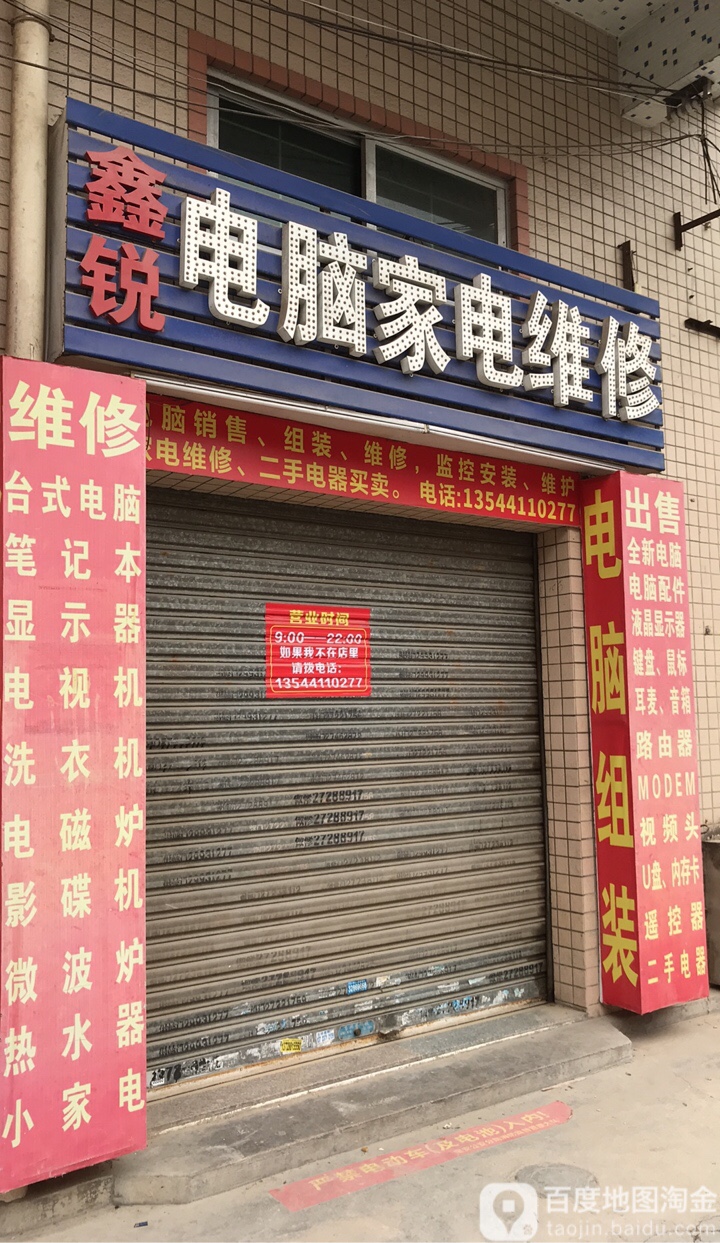 鑫锐
电脑家电维修
脑销售、组装、维修，监控安装、维护
家电维修、二手电器买卖。电话:13544110277
维修
台式电脑
笔记本
显示器
电视机
洗衣机
电磁炉
影碟机
微波炉
热水器
小家电
营业时间
9:00—22:00
如果我不在店里
请拨电话:
13544110277
27288917
27288917
27288917
电脑组装
出售
全新电脑
电脑配件
液晶显示器
键盘、鼠标
耳麦、音箱
路由器
MODEM
视频头
U盘、内存卡
遥控器
二手电器
严禁电动车(及电池)入内!
百度地图淘金
taojin.baidu.com